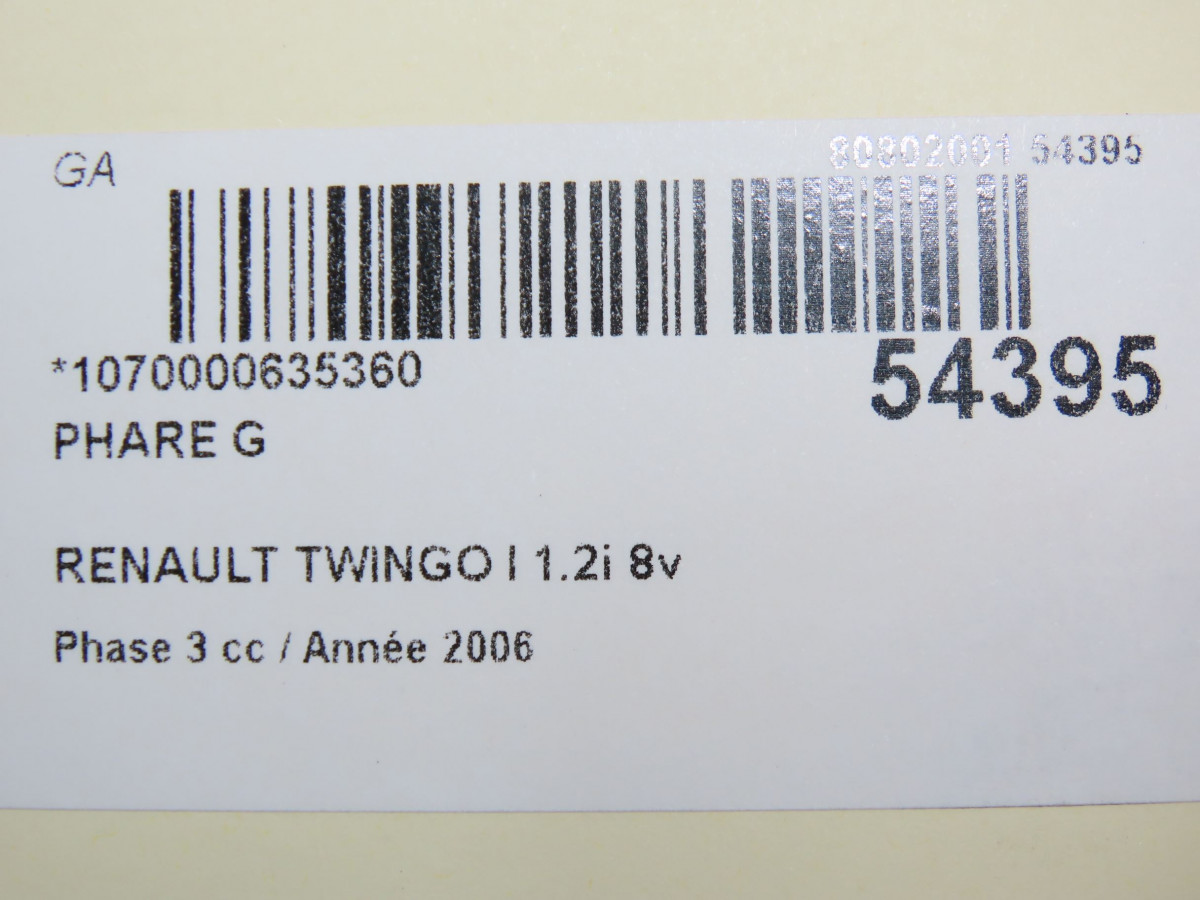 GA
80802001 54395
*1070000635360
54395
PHARE G
RENAULT TWINGO I 1.2i 8v
Phase 3 cc / Année 2006